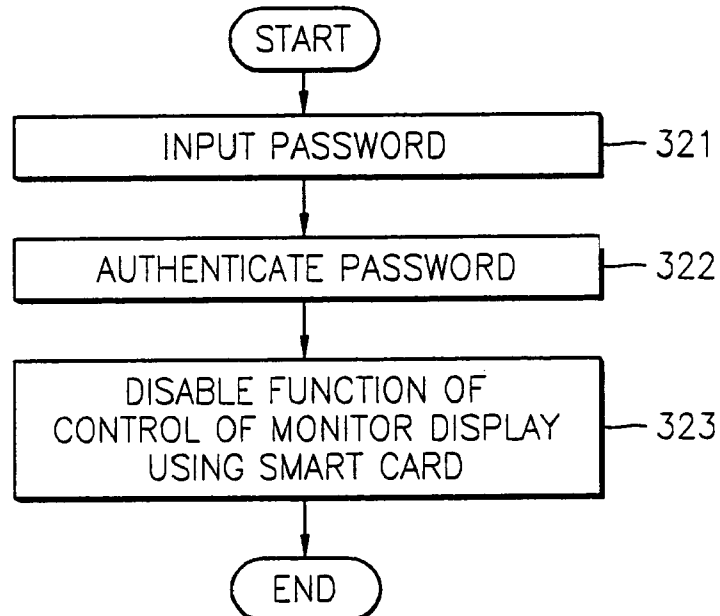 START
INPUT PASSWORD
321
AUTHENTICATE PASSWORD
322
DISABLE FUNCTION OF
CONTROL OF MONITOR DISPLAY
USING SMART CARD
323
END